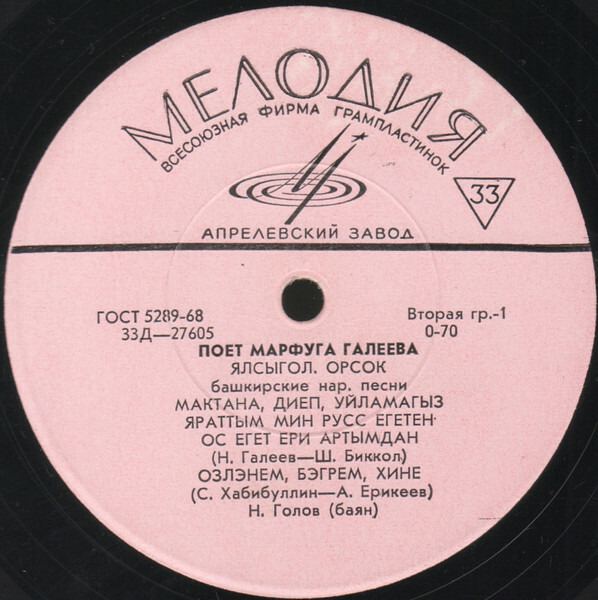 МЕЛОДИЯ
ВСЕСОЮЗНАЯ ФИРМА ГРАМПЛАСТИНОК
33
АПРЕЛЕВСКИЙ ЗАВОД
ГОСТ 5289-68
33Д—27605
Вторая гр.-1
0-70
ПОЕТ МАРФУГА ГАЛЕЕВА
ЯЛСЫГОЛ. ОРСОК
башкирские нар. песни
МАКТАНА, ДИЕП, УЙЛАМАГЫЗ
ЯРАТТЫМ МИН РУСС ЕГЕТЕН
ОС ЕГЕТ ЕРИ АРТЫМДАН
(Н. Галеев—Ш. Биккол)
ОЗЛЭНЕМ, БЭГРЕМ, ХИНЕ
(С. Хабибуллин—А. Ерикеев)
Н. Голов (баян)